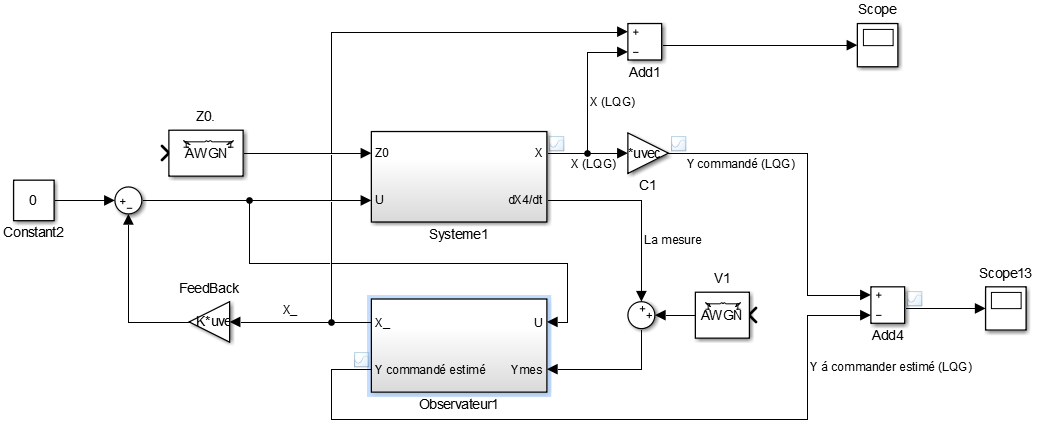 Scope
+
−
Add1
X (LQG)
Z0.
AWGN
Z0
X
X (LQG)
*uvec
C1
Y commandé (LQG)
0
Constant2
+
−
U
dX4/dt
Systeme1
La mesure
V1
AWGN
+
+
FeedBack
K*uve
X_
X_
U
Y commandé estimé
Ymes
Observateur1
Scope13
+
−
Add4
Y á commander estimé (LQG)